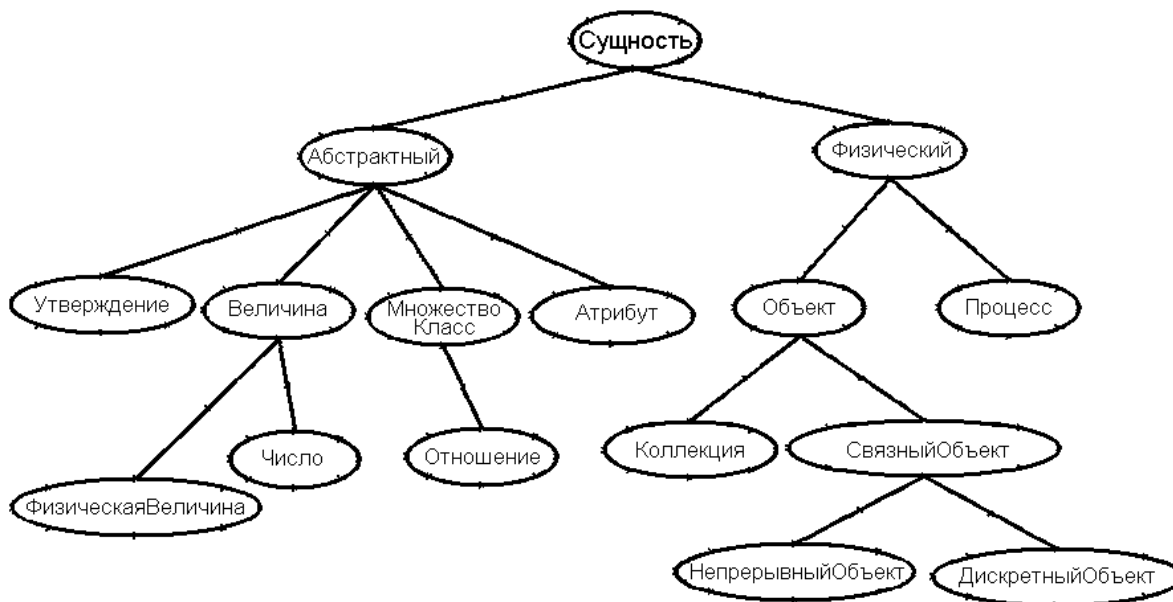 Сущность
Абстрактный
Физический
Утверждение
Величина
Множество
Класс
Атрибут
Объект
Процесс
ФизическаяВеличина
Число
Отношение
Коллекция
СвязныйОбъект
НепрерывныйОбъект
ДискретныйОбъект